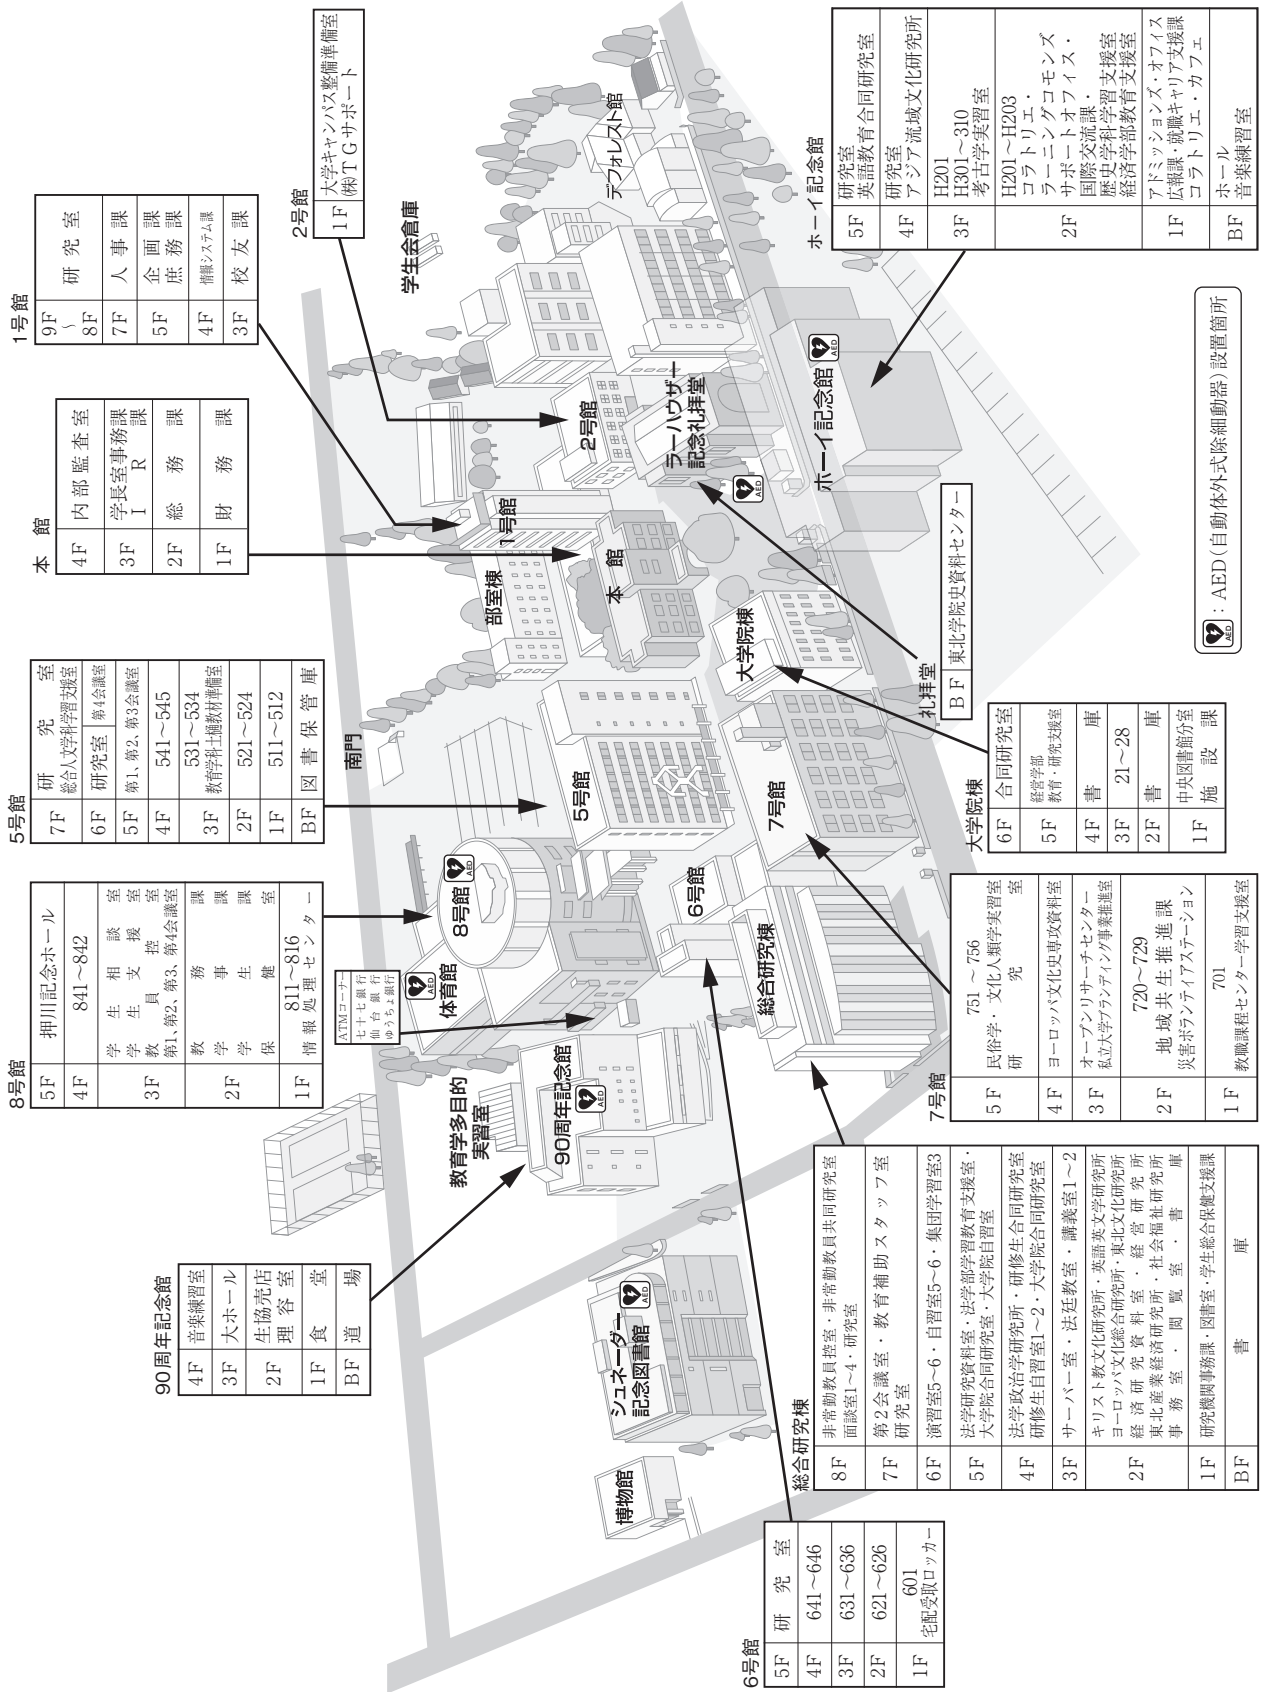 8号館
5F 押川記念ホール
4F 841～842
3F 学生相談室
学生支援室
教員控室
第1、第2、第3、第4会議室
2F 教務課
学事課
学生課
保健室
1F 811～816
情報処理センター
5号館
7F 研究室
総合人文学科学習支援室
6F 研究室 第4会議室
5F 第1、第2、第3会議室
4F 541～545
3F 531～534
教育学科土樋教材準備室
2F 521～524
1F 511～512
BF 図書保管庫
本館
4F 内部監査室
3F 学長室事務課
IR課
2F 総務課
1F 財務課
1号館
9F～8F 研究室
7F 人事課
5F 企画課
庶務課
4F 情報システム課
3F 校友課
2号館
1F 大学キャンパス整備準備室
㈱TGサポート
90周年記念館
4F 音楽練習室
3F 大ホール
2F 生協売店
理容室
1F 食堂
BF 道場
ATMコーナー
七十七銀行
仙台銀行
ゆうちょ銀行
南門
学生会倉庫
教育学多目的
実習室
90周年記念館
AED
体育館
AED
8号館
AED
5号館
部室棟
1号館
本館
2号館
ラーハウザー
記念礼拝堂
AED
デフォレスト館
ホーイ記念館
AED
大学院棟
7号館
6号館
総合研究棟
シュネーダー
記念図書館
AED
博物館
6号館
5F 研究室
4F 641～646
3F 631～636
2F 621～626
1F 601
宅配受取ロッカー
総合研究棟
8F 非常勤教員控室・非常勤教員共同研究室
面談室1～4・研究室
7F 第2会議室・教育補助スタッフ室
研究室
6F 演習室5～6・自習室5～6・集団学習室3
5F 法学研究資料室・法学部学習教育支援室・
大学院合同研究室・大学院自習室
4F 法学政治学研究所・研修生合同研究室
研修生自習室1～2・大学院合同研究室
3F サーバー室・法廷教室・講義室1～2
2F キリスト教文化研究所・英語英文学研究所
ヨーロッパ文化総合研究所・東北文化研究所
経済研究資料室・経営研究所
東北産業経済研究所・社会福祉研究所
事務室・閲覧室・書庫
1F 研究機関事務課・図書室・学生総合保健支援課
BF 書庫
7号館
5F 751～756
民俗学・文化人類学実習室
研究室
4F ヨーロッパ文化史専攻資料室
3F オープンリサーチセンター
私立大学ブランディング事業推進室
2F 720～729
地域共生推進課
災害ボランティアステーション
1F 701
教職課程センター学習支援室
大学院棟
6F 合同研究室
5F 経営学部
教育・研究支援室
4F 書庫
3F 21～28
2F 書庫
1F 中央図書館分室
施設課
礼拝堂
BF 東北学院史資料センター
ホーイ記念館
5F 研究室
英語教育合同研究室
4F 研究室
アジア流域文化研究所
3F H201
H301～310
考古学実習室
2F H201～H203
コラトリエ・
ラーニングコモンズ
サポートオフィス・
国際交流課・
歴史学科学習支援室
経済学部教育支援室
1F アドミッションズ・オフィス
広報課・就職キャリア支援課
コラトリエ・カフェ
BF ホール
音楽練習室
AED：AED（自動体外式除細動器）設置箇所